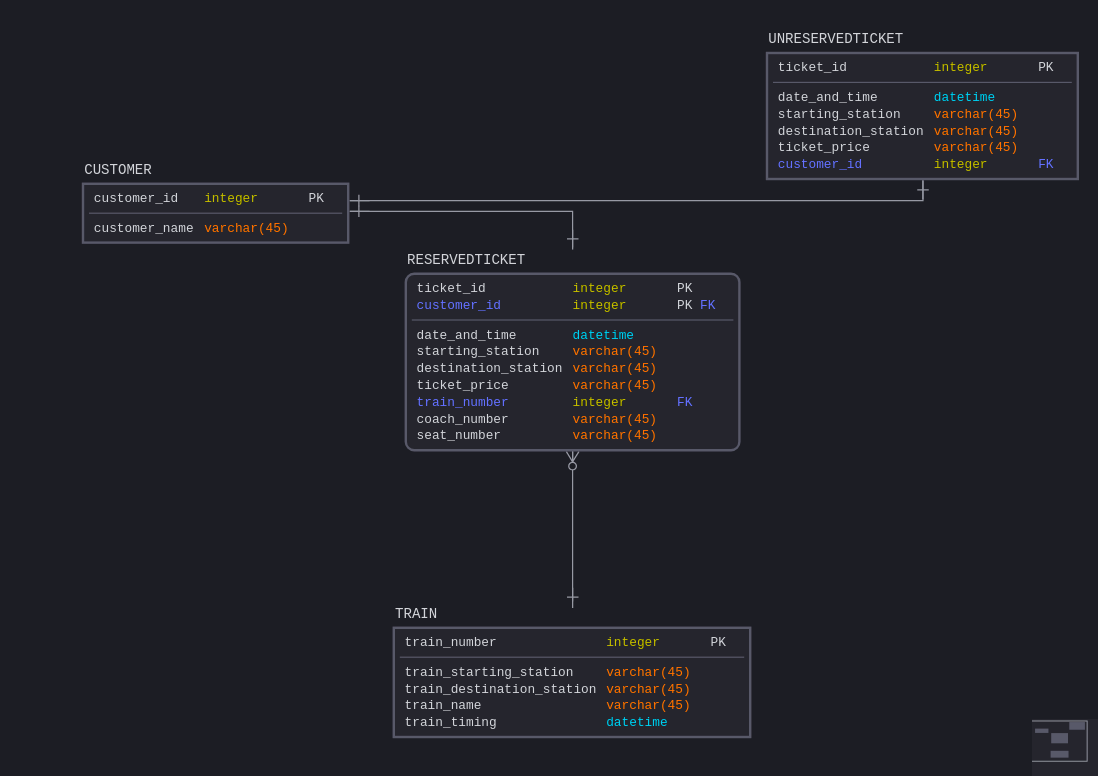 UNRESERVEDTICKET
ticket_id integer PK
date_and_time datetime
starting_station varchar(45)
destination_station varchar(45)
ticket_price varchar(45)
customer_id integer FK
CUSTOMER
customer_id integer PK
customer_name varchar(45)
RESERVEDTICKET
ticket_id integer PK
customer_id integer PK FK
date_and_time datetime
starting_station varchar(45)
destination_station varchar(45)
ticket_price varchar(45)
train_number integer FK
coach_number varchar(45)
seat_number varchar(45)
TRAIN
train_number integer PK
train_starting_station varchar(45)
train_destination_station varchar(45)
train_name varchar(45)
train_timing datetime